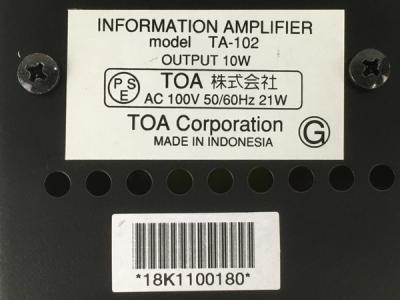 INFORMATION AMPLIFIER
model TA-102
OUTPUT 10W
PSE TOA 株式会社
AC 100V 50/60Hz 21W
TOA Corporation G
MADE IN INDONESIA
*18K1100180*